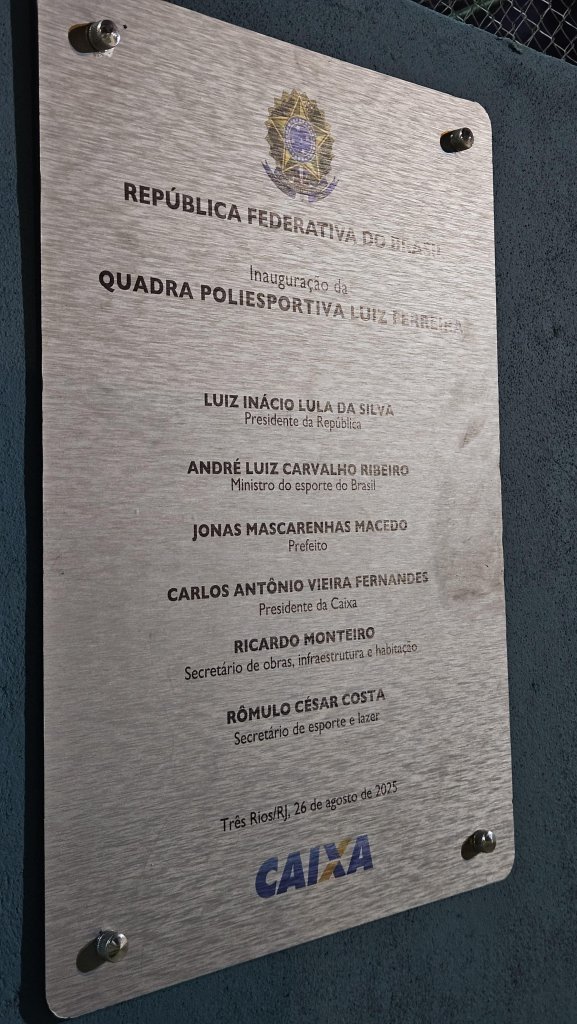 REPÚBLICA FEDERATIVA DO BRASIL
Inauguração da
QUADRA POLIESPORTIVA LUIZ FERREIRA
LUIZ INÁCIO LULA DA SILVA
Presidente da República
ANDRÉ LUIZ CARVALHO RIBEIRO
Ministro do esporte do Brasil
JONAS MASCARENHAS MACEDO
Prefeito
CARLOS ANTÔNIO VIEIRA FERNANDES
Presidente da Caixa
RICARDO MONTEIRO
Secretário de obras, infraestrutura e habitação
RÔMULO CÉSAR COSTA
Secretário de esporte e lazer
Três Rios/RJ, 26 de agosto de 2025
CAIXA